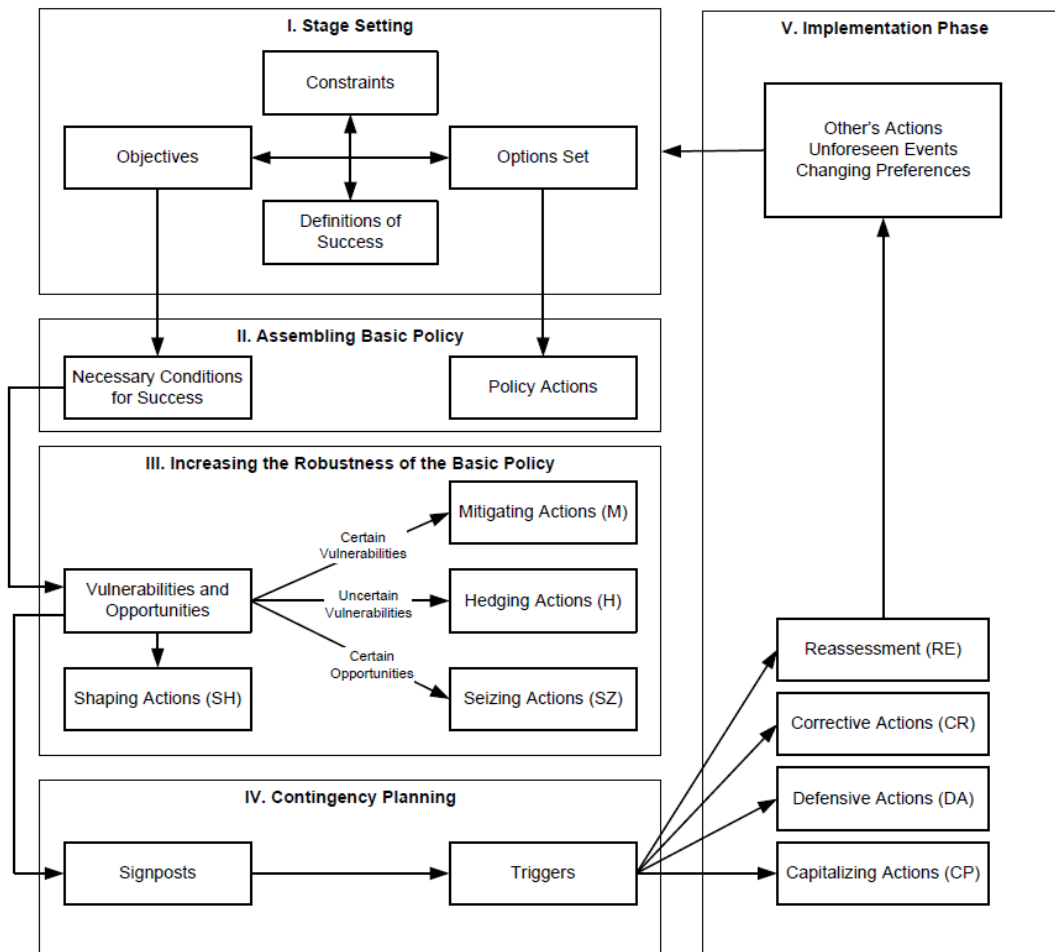 I. Stage Setting
Constraints
Objectives
Options Set
Definitions of
Success
II. Assembling Basic Policy
Necessary Conditions
for Success
Policy Actions
III. Increasing the Robustness of the Basic Policy
Mitigating Actions (M)
Certain
Vulnerabilities
Vulnerabilities and
Opportunities
Uncertain
Vulnerabilities
Hedging Actions (H)
Certain
Opportunities
Shaping Actions (SH)
Seizing Actions (SZ)
IV. Contingency Planning
Signposts
Triggers
V. Implementation Phase
Other's Actions
Unforeseen Events
Changing Preferences
Reassessment (RE)
Corrective Actions (CR)
Defensive Actions (DA)
Capitalizing Actions (CP)